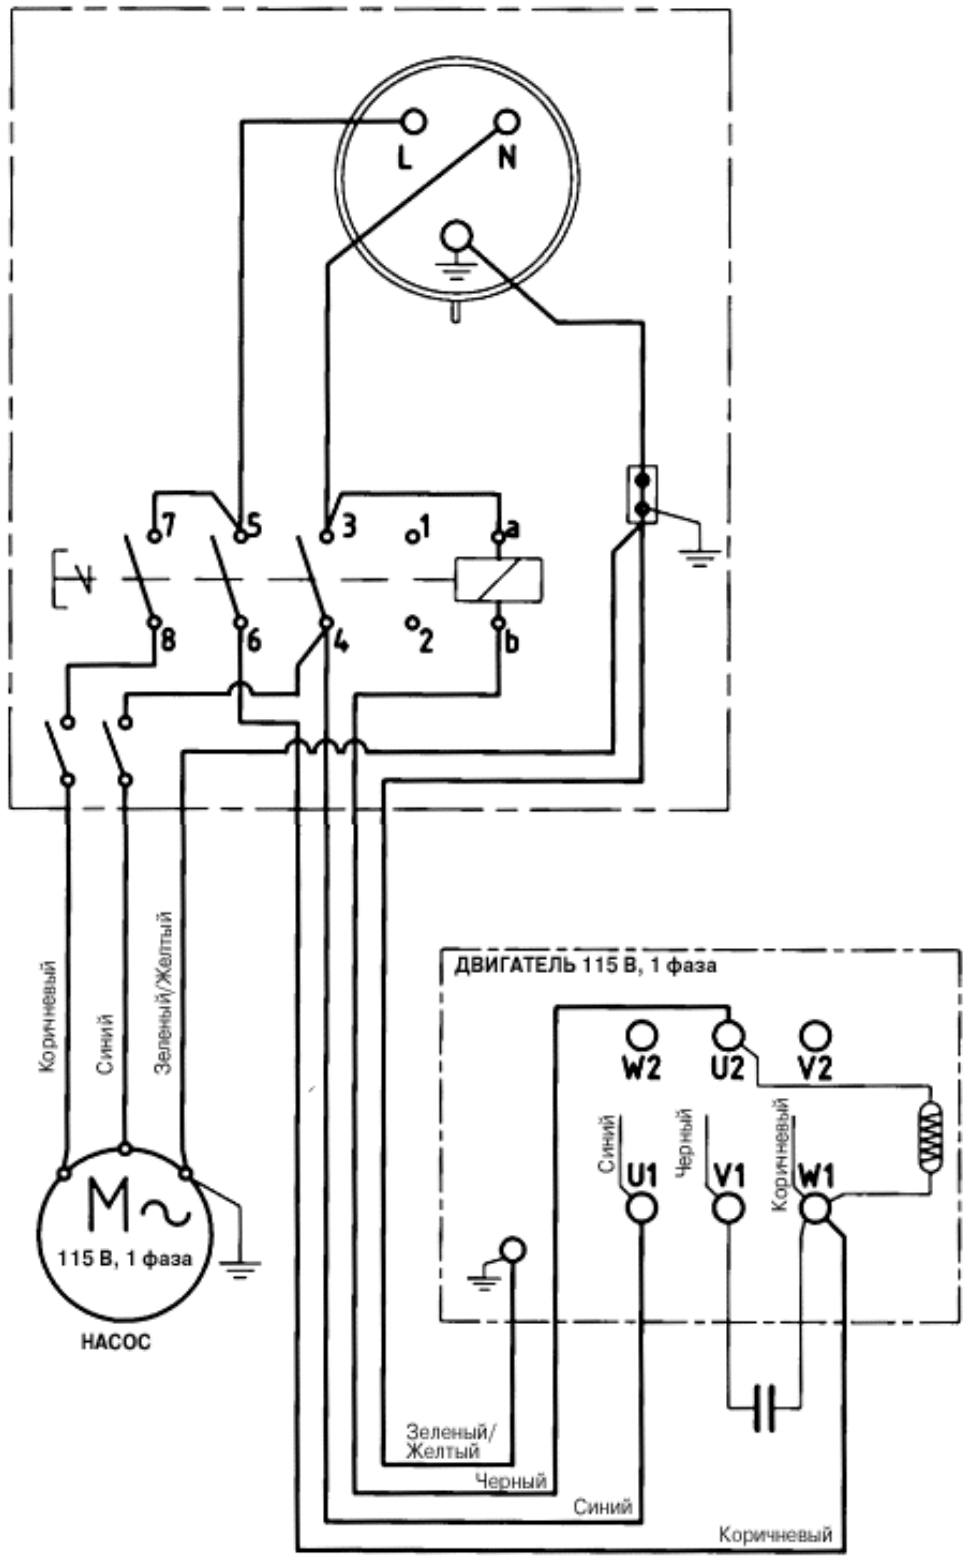 L
N
7
5
3
1
a
8
6
4
2
b
Коричневый
Синий
Зеленый/Желтый
ДВИГАТЕЛЬ 115 В, 1 фаза
W2
U2
V2
Синий
Черный
Коричневый
U1
V1
W1
M
115 В, 1 фаза
НАСОС
Зеленый/
Желтый
Черный
Синий
Коричневый